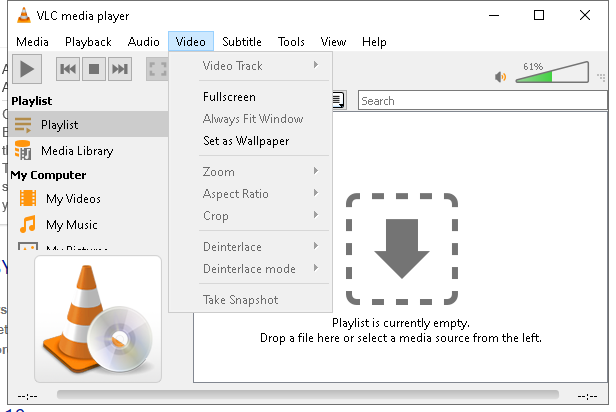 VLC media player
Media Playback Audio Video Subtitle Tools View Help
Video Track
Fullscreen
Always Fit Window
Set as Wallpaper
Zoom
Aspect Ratio
Crop
Deinterlace
Deinterlace mode
Take Snapshot
61%
Search
Playlist
Playlist
Media Library
My Computer
My Videos
My Music
My Pictures
Playlist is currently empty.
Drop a file here or select a media source from the left.
--:-- --:--